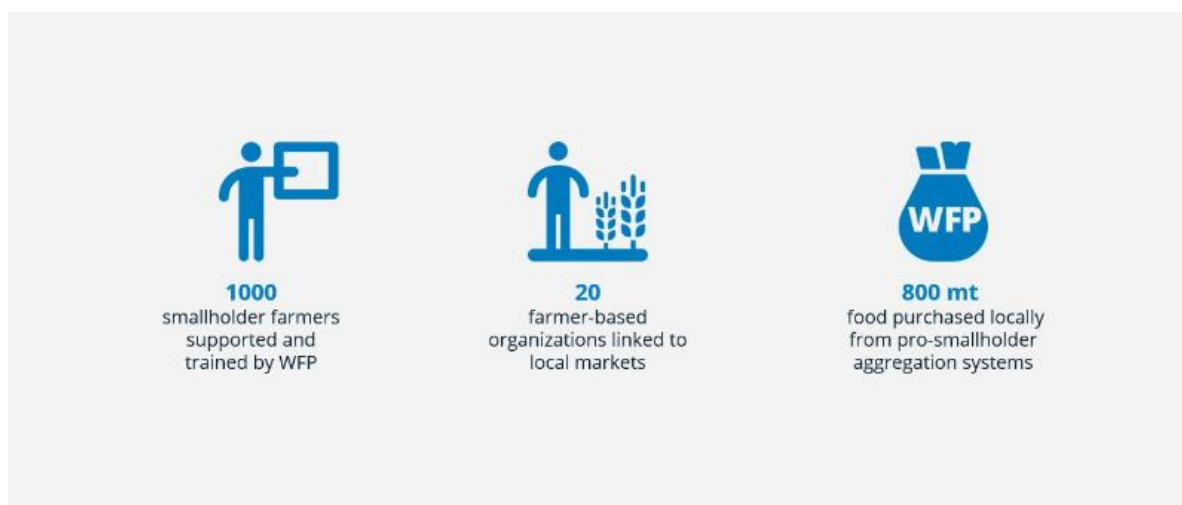 WFP
1000
smallholder farmers
supported and
trained by WFP
20
farmer-based
organizations linked to
local markets
800 mt
food purchased locally
from pro-smallholder
aggregation systems